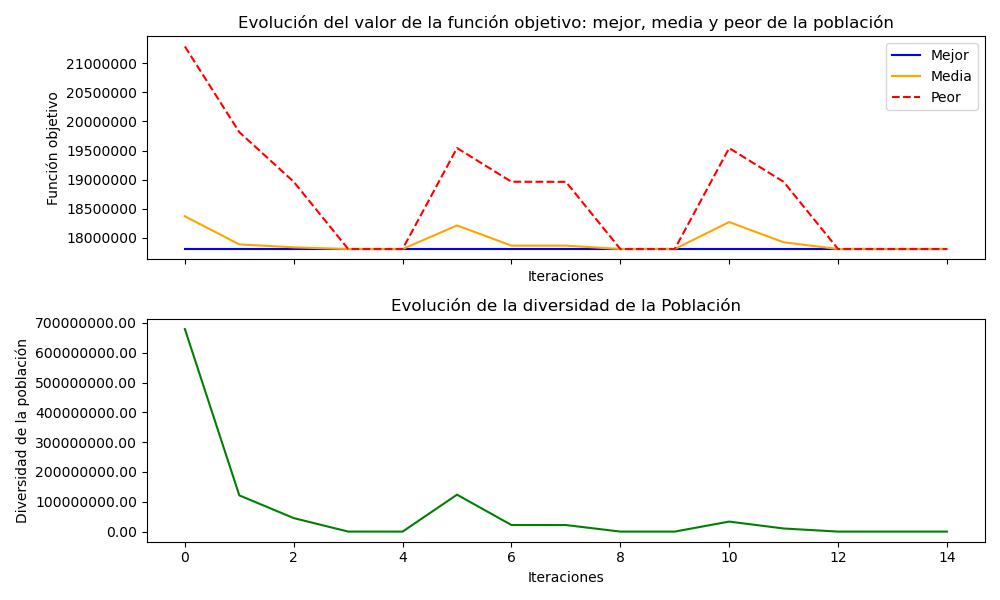 Evolución del valor de la función objetivo: mejor, media y peor de la población
Función objetivo
21000000
20500000
20000000
19500000
19000000
18500000
18000000
Mejor
Media
Peor
Iteraciones
Evolución de la diversidad de la Población
Diversidad de la población
700000000.00
600000000.00
500000000.00
400000000.00
300000000.00
200000000.00
100000000.00
0.00
0 2 4 6 8 10 12 14
Iteraciones